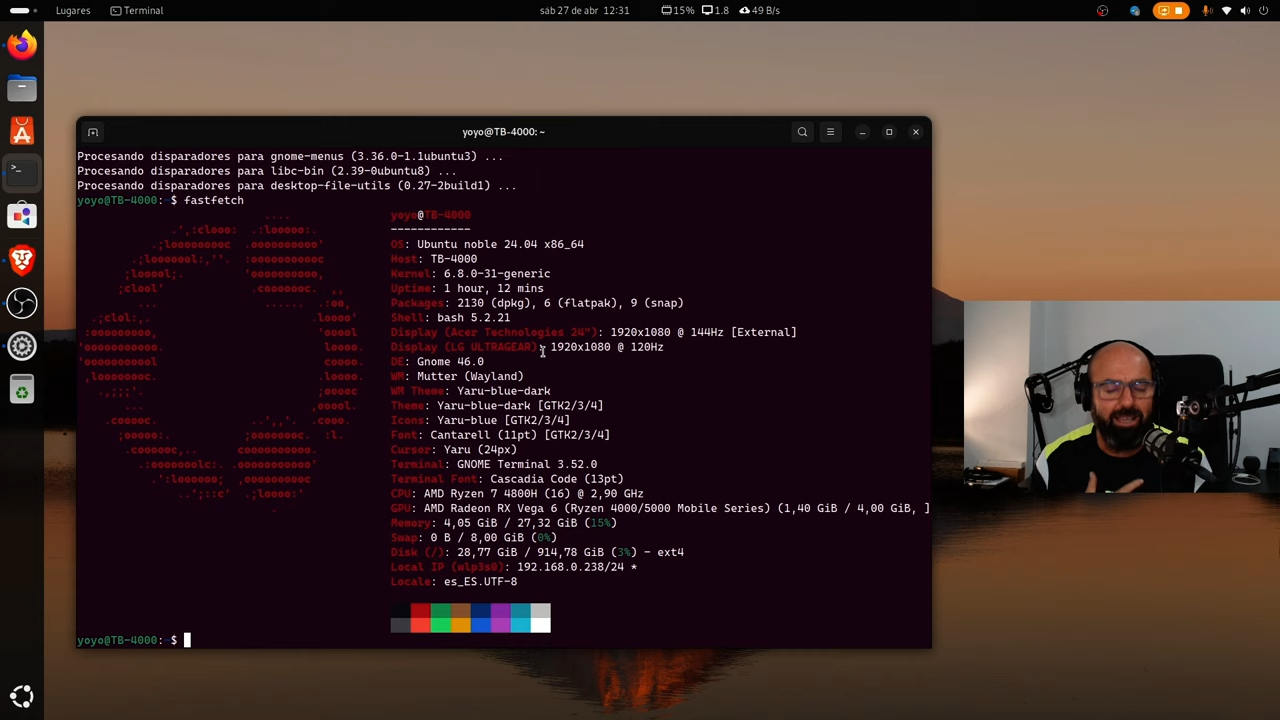 Lugares
Terminal
sáb 27 de abr 12:31
15%
1.8
49 B/s
yoyo@TB-4000: ~
Procesando disparadores para gnome-menus (3.36.0-1.1ubuntu3) ...
Procesando disparadores para libc-bin (2.39-0ubuntu8) ...
Procesando disparadores para desktop-file-utils (0.27-2build1) ...
yoyo@TB-4000:~$ fastfetch
yoyo@TB-4000
------------
OS: Ubuntu noble 24.04 x86_64
Host: TB-4000
Kernel: 6.8.0-31-generic
Uptime: 1 hour, 12 mins
Packages: 2130 (dpkg), 6 (flatpak), 9 (snap)
Shell: bash 5.2.21
Display (Acer Technologies 24"): 1920x1080 @ 144Hz [External]
Display (LG ULTRAGEAR): 1920x1080 @ 120Hz
DE: Gnome 46.0
WM: Mutter (Wayland)
WM Theme: Yaru-blue-dark
Theme: Yaru-blue-dark [GTK2/3/4]
Icons: Yaru-blue [GTK2/3/4]
Font: Cantarell (11pt) [GTK2/3/4]
Cursor: Yaru (24px)
Terminal: GNOME Terminal 3.52.0
Terminal Font: Cascadia Code (13pt)
CPU: AMD Ryzen 7 4800H (16) @ 2,90 GHz
GPU: AMD Radeon RX Vega 6 (Ryzen 4000/5000 Mobile Series) (1,40 GiB / 4,00 GiB, ]
Memory: 4,05 GiB / 27,32 GiB (15%)
Swap: 0 B / 8,00 GiB (0%)
Disk (/): 28,77 GiB / 914,78 GiB (3%) - ext4
Local IP (wlp3s0): 192.168.0.238/24 *
Locale: es_ES.UTF-8
yoyo@TB-4000:~$